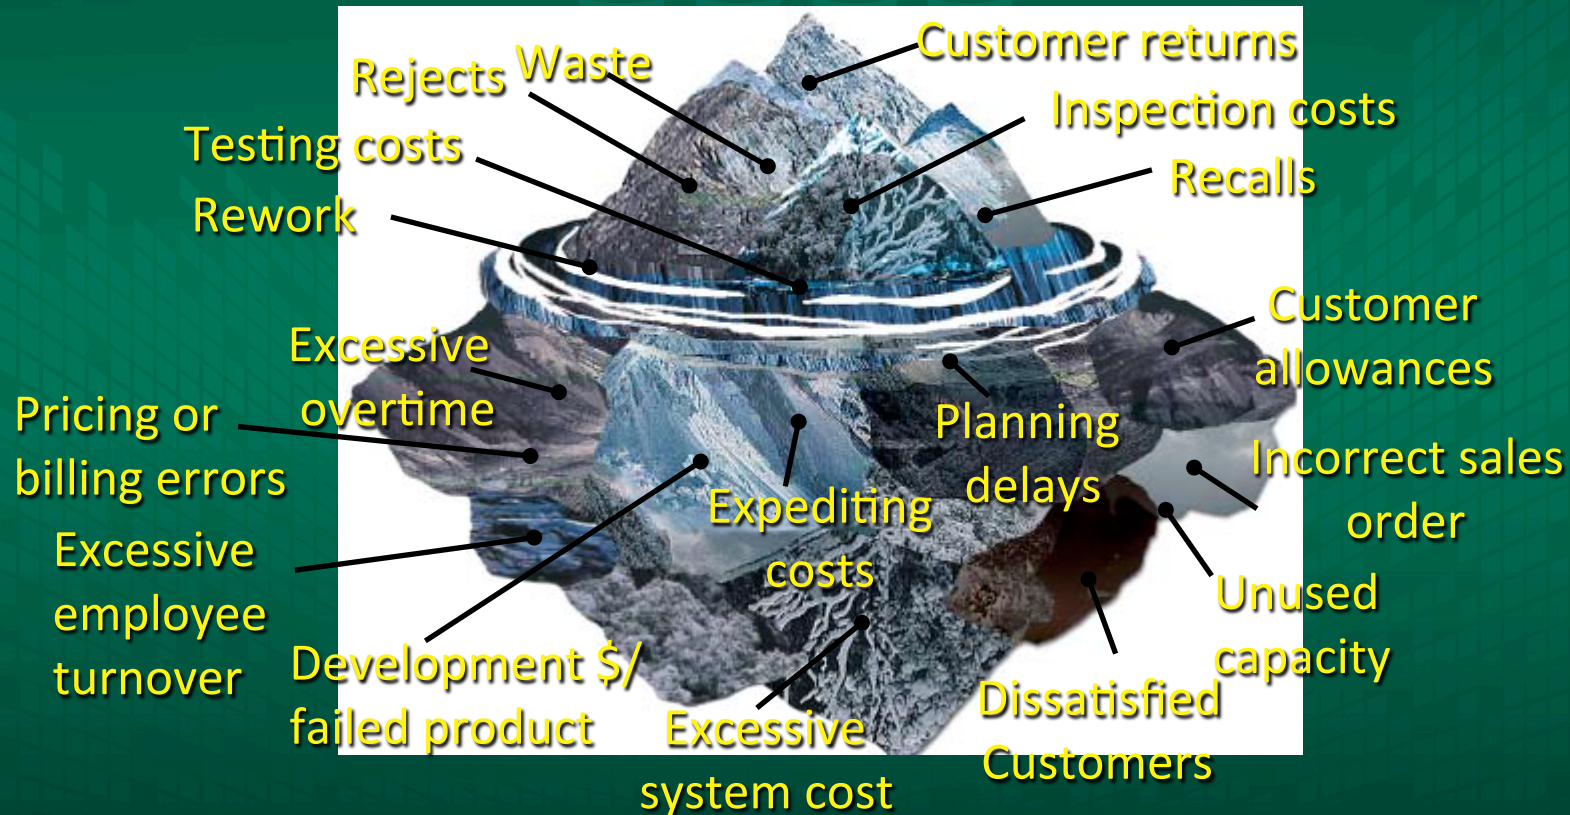 Customer returns
Rejects
Waste
Inspection costs
Testing costs
Recalls
Rework
Customer
allowances
Excessive
overtime
Pricing or
billing errors
Planning
delays
Incorrect sales
order
Expediting
costs
Excessive
employee
turnover
Unused
capacity
Development $/
failed product
Dissatisfied
Customers
Excessive
system cost